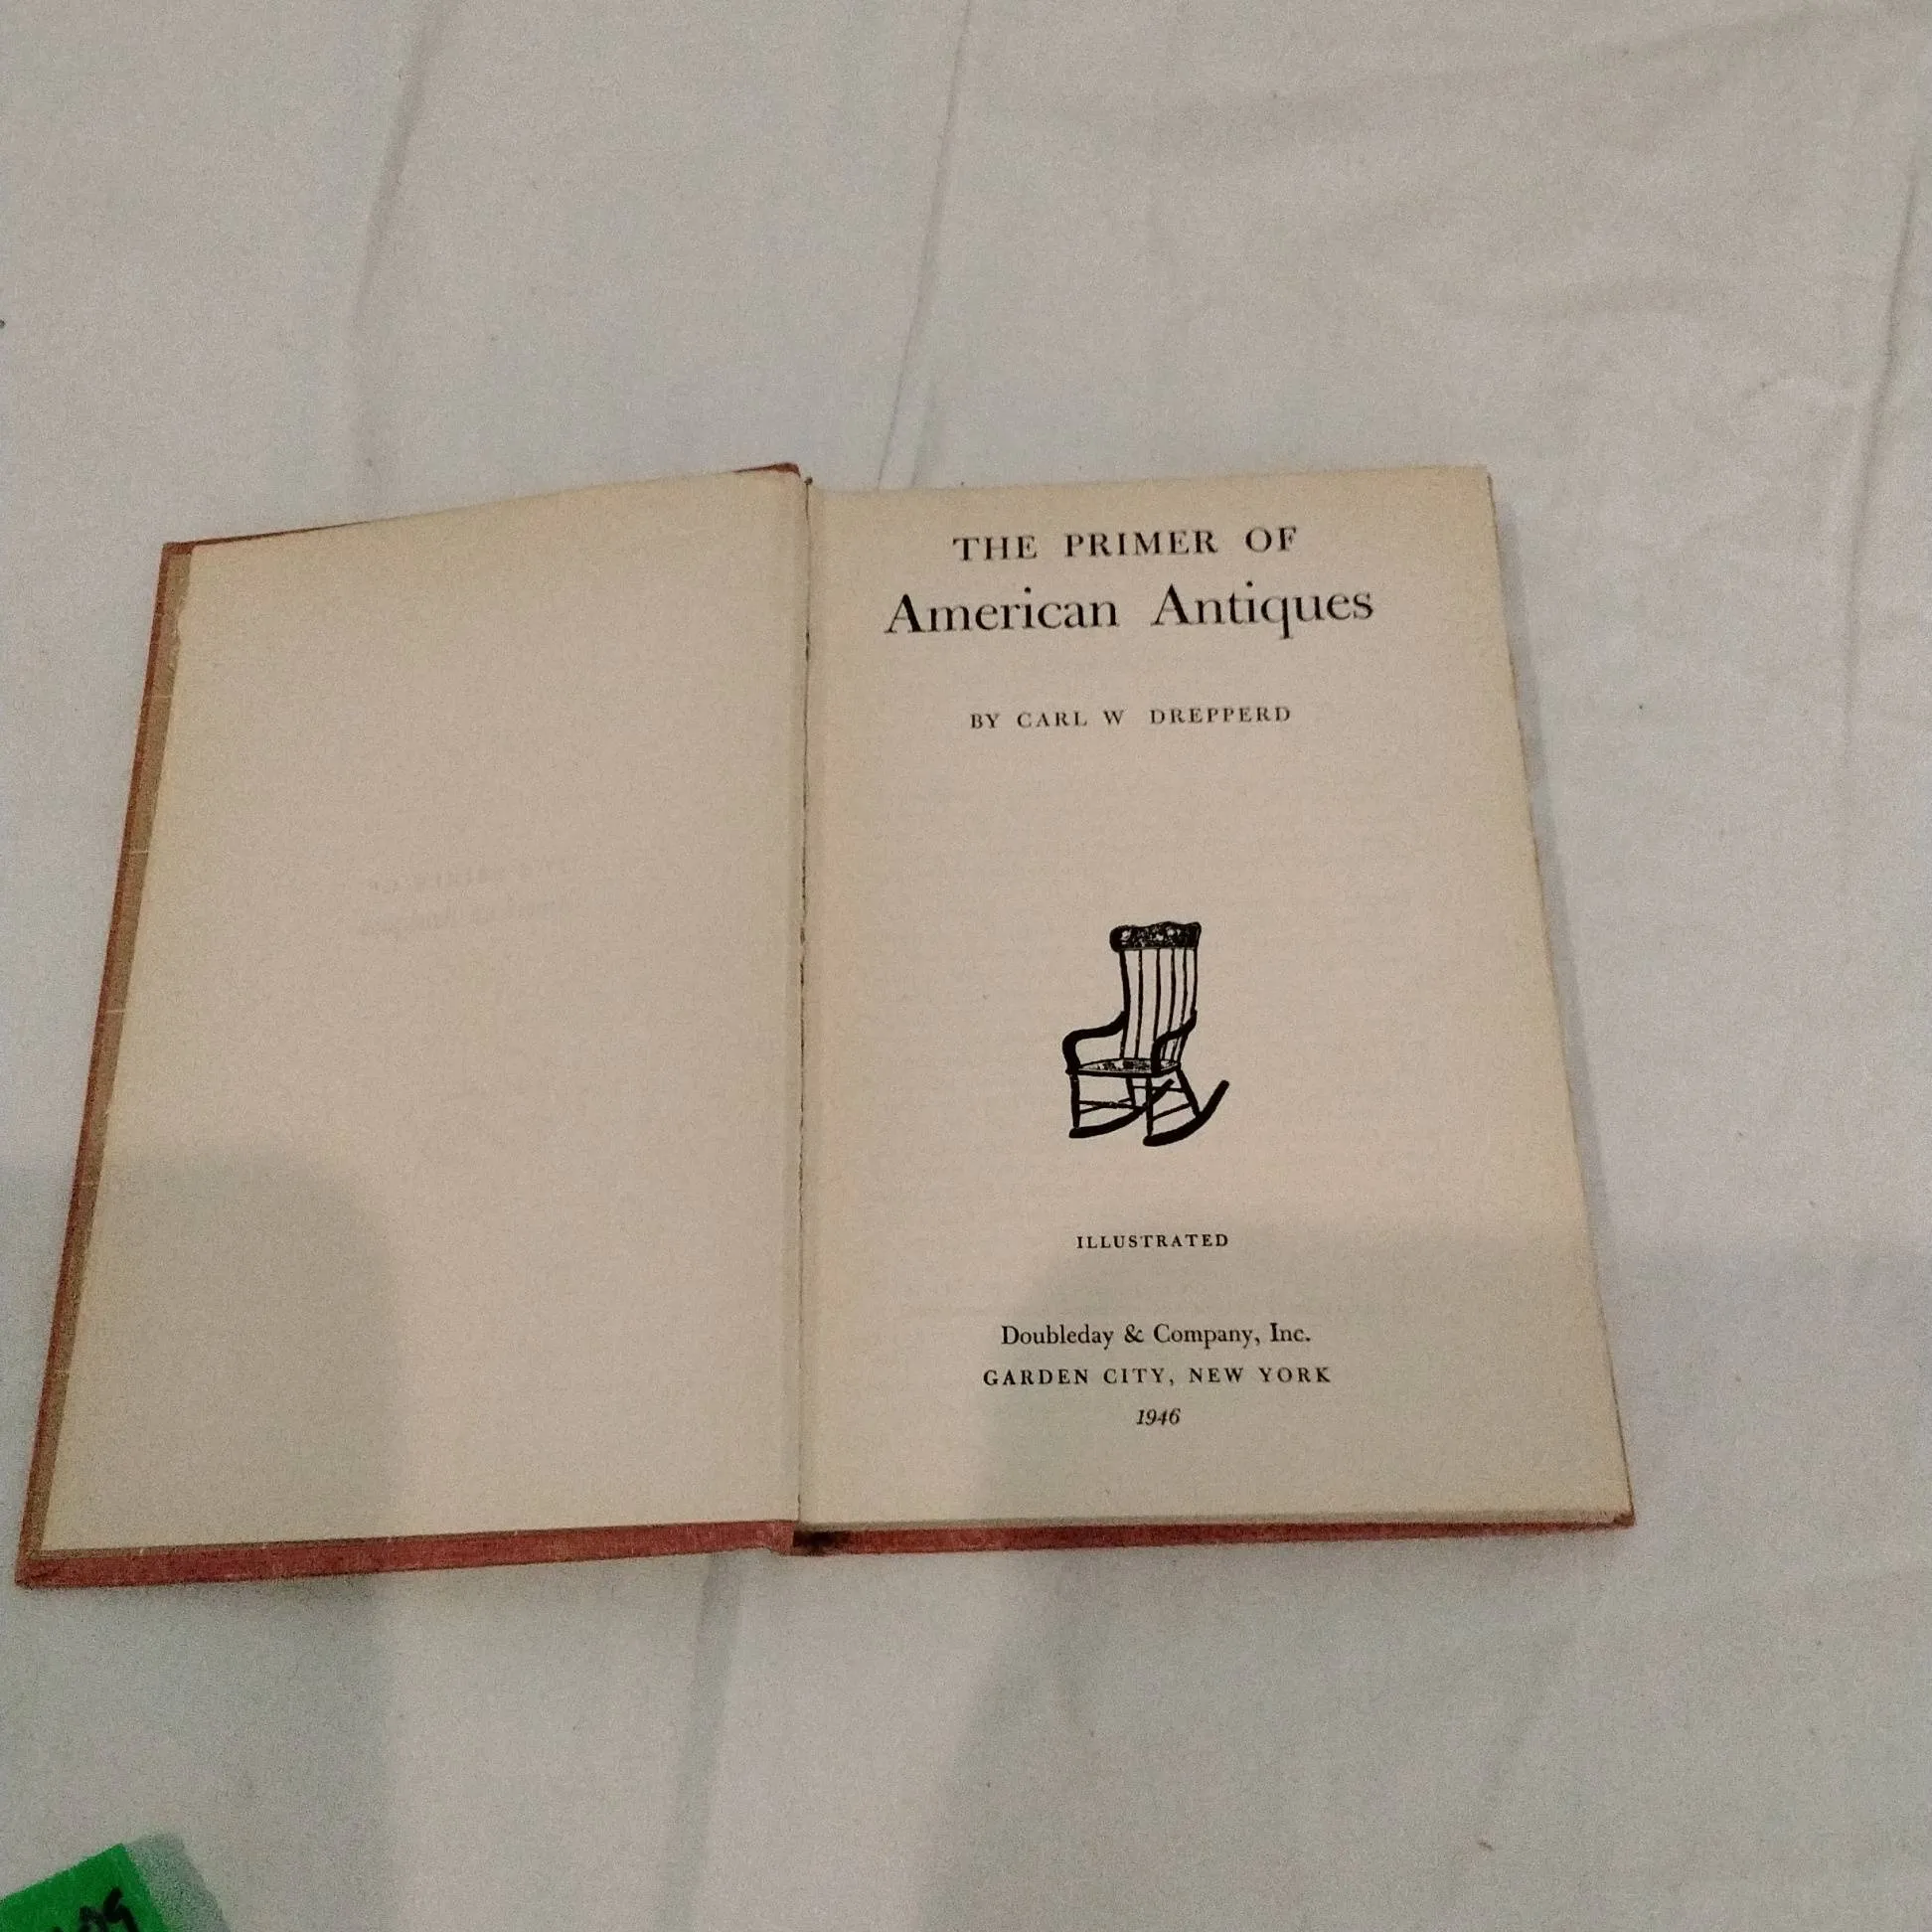 THE PRIMER OF
American Antiques
BY CARL W DREPPERD
ILLUSTRATED
Doubleday & Company, Inc.
GARDEN CITY, NEW YORK
1946